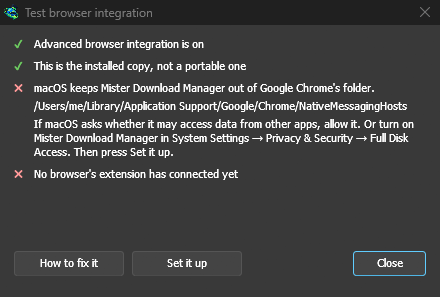 Test browser integration
Advanced browser integration is on
This is the installed copy, not a portable one
macOS keeps Mister Download Manager out of Google Chrome's folder.
/Users/me/Library/Application Support/Google/Chrome/NativeMessagingHosts
If macOS asks whether it may access data from other apps, allow it. Or turn on
Mister Download Manager in System Settings → Privacy & Security → Full Disk
Access. Then press Set it up.
No browser's extension has connected yet
How to fix it
Set it up
Close